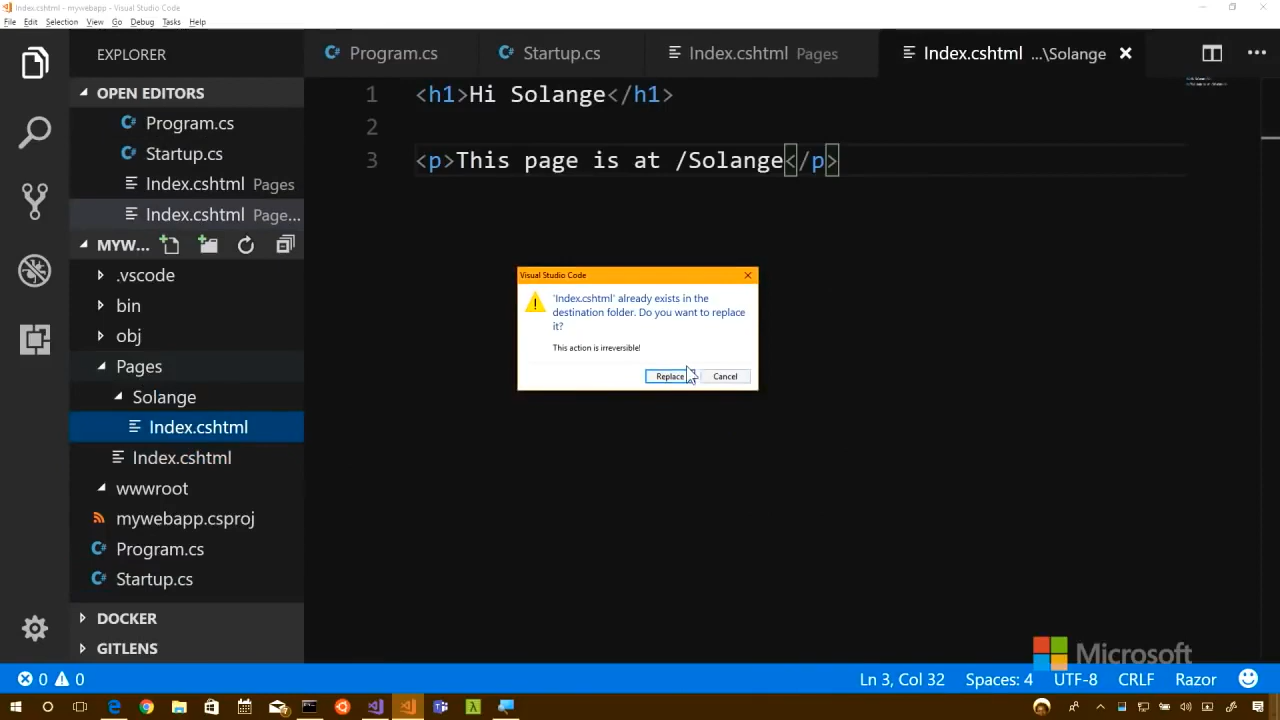 Index.cshtml - mywebapp - Visual Studio Code
File Edit Selection View Go Debug Tasks Help
EXPLORER
Program.cs
Startup.cs
Index.cshtml Pages
Index.cshtml ...\Solange
OPEN EDITORS
Program.cs
Startup.cs
Index.cshtml Pages
Index.cshtml Page...
MYW...
.vscode
bin
obj
Pages
Solange
Index.cshtml
Index.cshtml
wwwroot
mywebapp.csproj
Program.cs
Startup.cs
DOCKER
GITLENS
1 <h1>Hi Solange</h1>
2
3 <p>This page is at /Solange</p>
Visual Studio Code
'Index.cshtml' already exists in the
destination folder. Do you want to replace
it?
This action is irreversible!
Replace
Cancel
Microsoft
0 0
Ln 3, Col 32 Spaces: 4 UTF-8 CRLF Razor